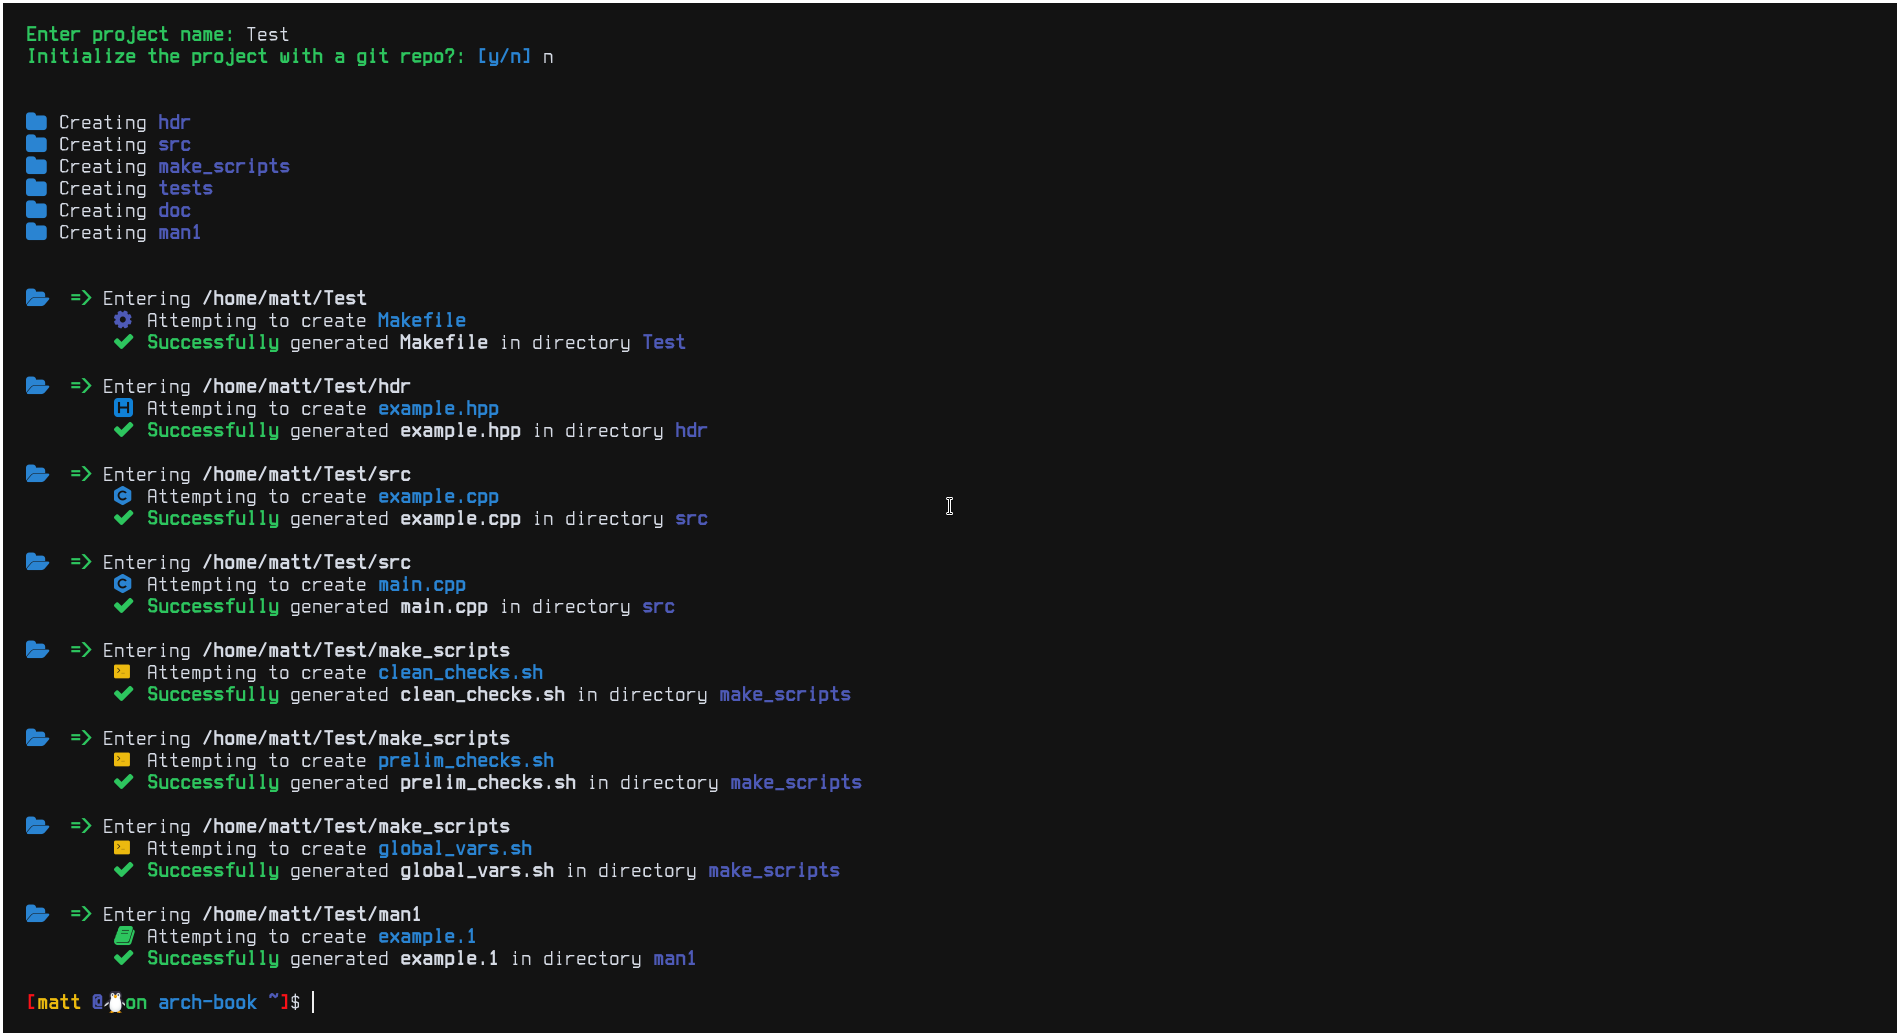 Enter project name: Test
Initialize the project with a git repo?: [y/n] n
Creating hdr
Creating src
Creating make_scripts
Creating tests
Creating doc
Creating man1
=> Entering /home/matt/Test
Attempting to create Makefile
Successfully generated Makefile in directory Test
=> Entering /home/matt/Test/hdr
H Attempting to create example.hpp
Successfully generated example.hpp in directory hdr
=> Entering /home/matt/Test/src
C Attempting to create example.cpp
Successfully generated example.cpp in directory src
=> Entering /home/matt/Test/src
C Attempting to create main.cpp
Successfully generated main.cpp in directory src
=> Entering /home/matt/Test/make_scripts
Attempting to create clean_checks.sh
Successfully generated clean_checks.sh in directory make_scripts
=> Entering /home/matt/Test/make_scripts
Attempting to create prelim_checks.sh
Successfully generated prelim_checks.sh in directory make_scripts
=> Entering /home/matt/Test/make_scripts
Attempting to create global_vars.sh
Successfully generated global_vars.sh in directory make_scripts
=> Entering /home/matt/Test/man1
Attempting to create example.1
Successfully generated example.1 in directory man1
[matt @ on arch-book ~]$